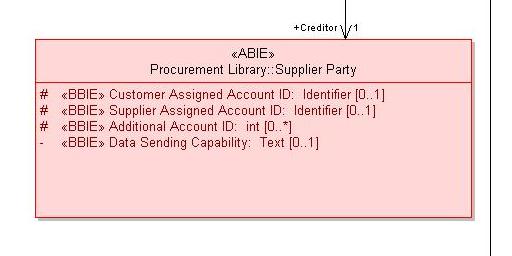 +Creditor 1
«ABIE»
Procurement Library::Supplier Party
# «BBIE» Customer Assigned Account ID: Identifier [0..1]
# «BBIE» Supplier Assigned Account ID: Identifier [0..1]
# «BBIE» Additional Account ID: int [0..*]
- «BBIE» Data Sending Capability: Text [0..1]